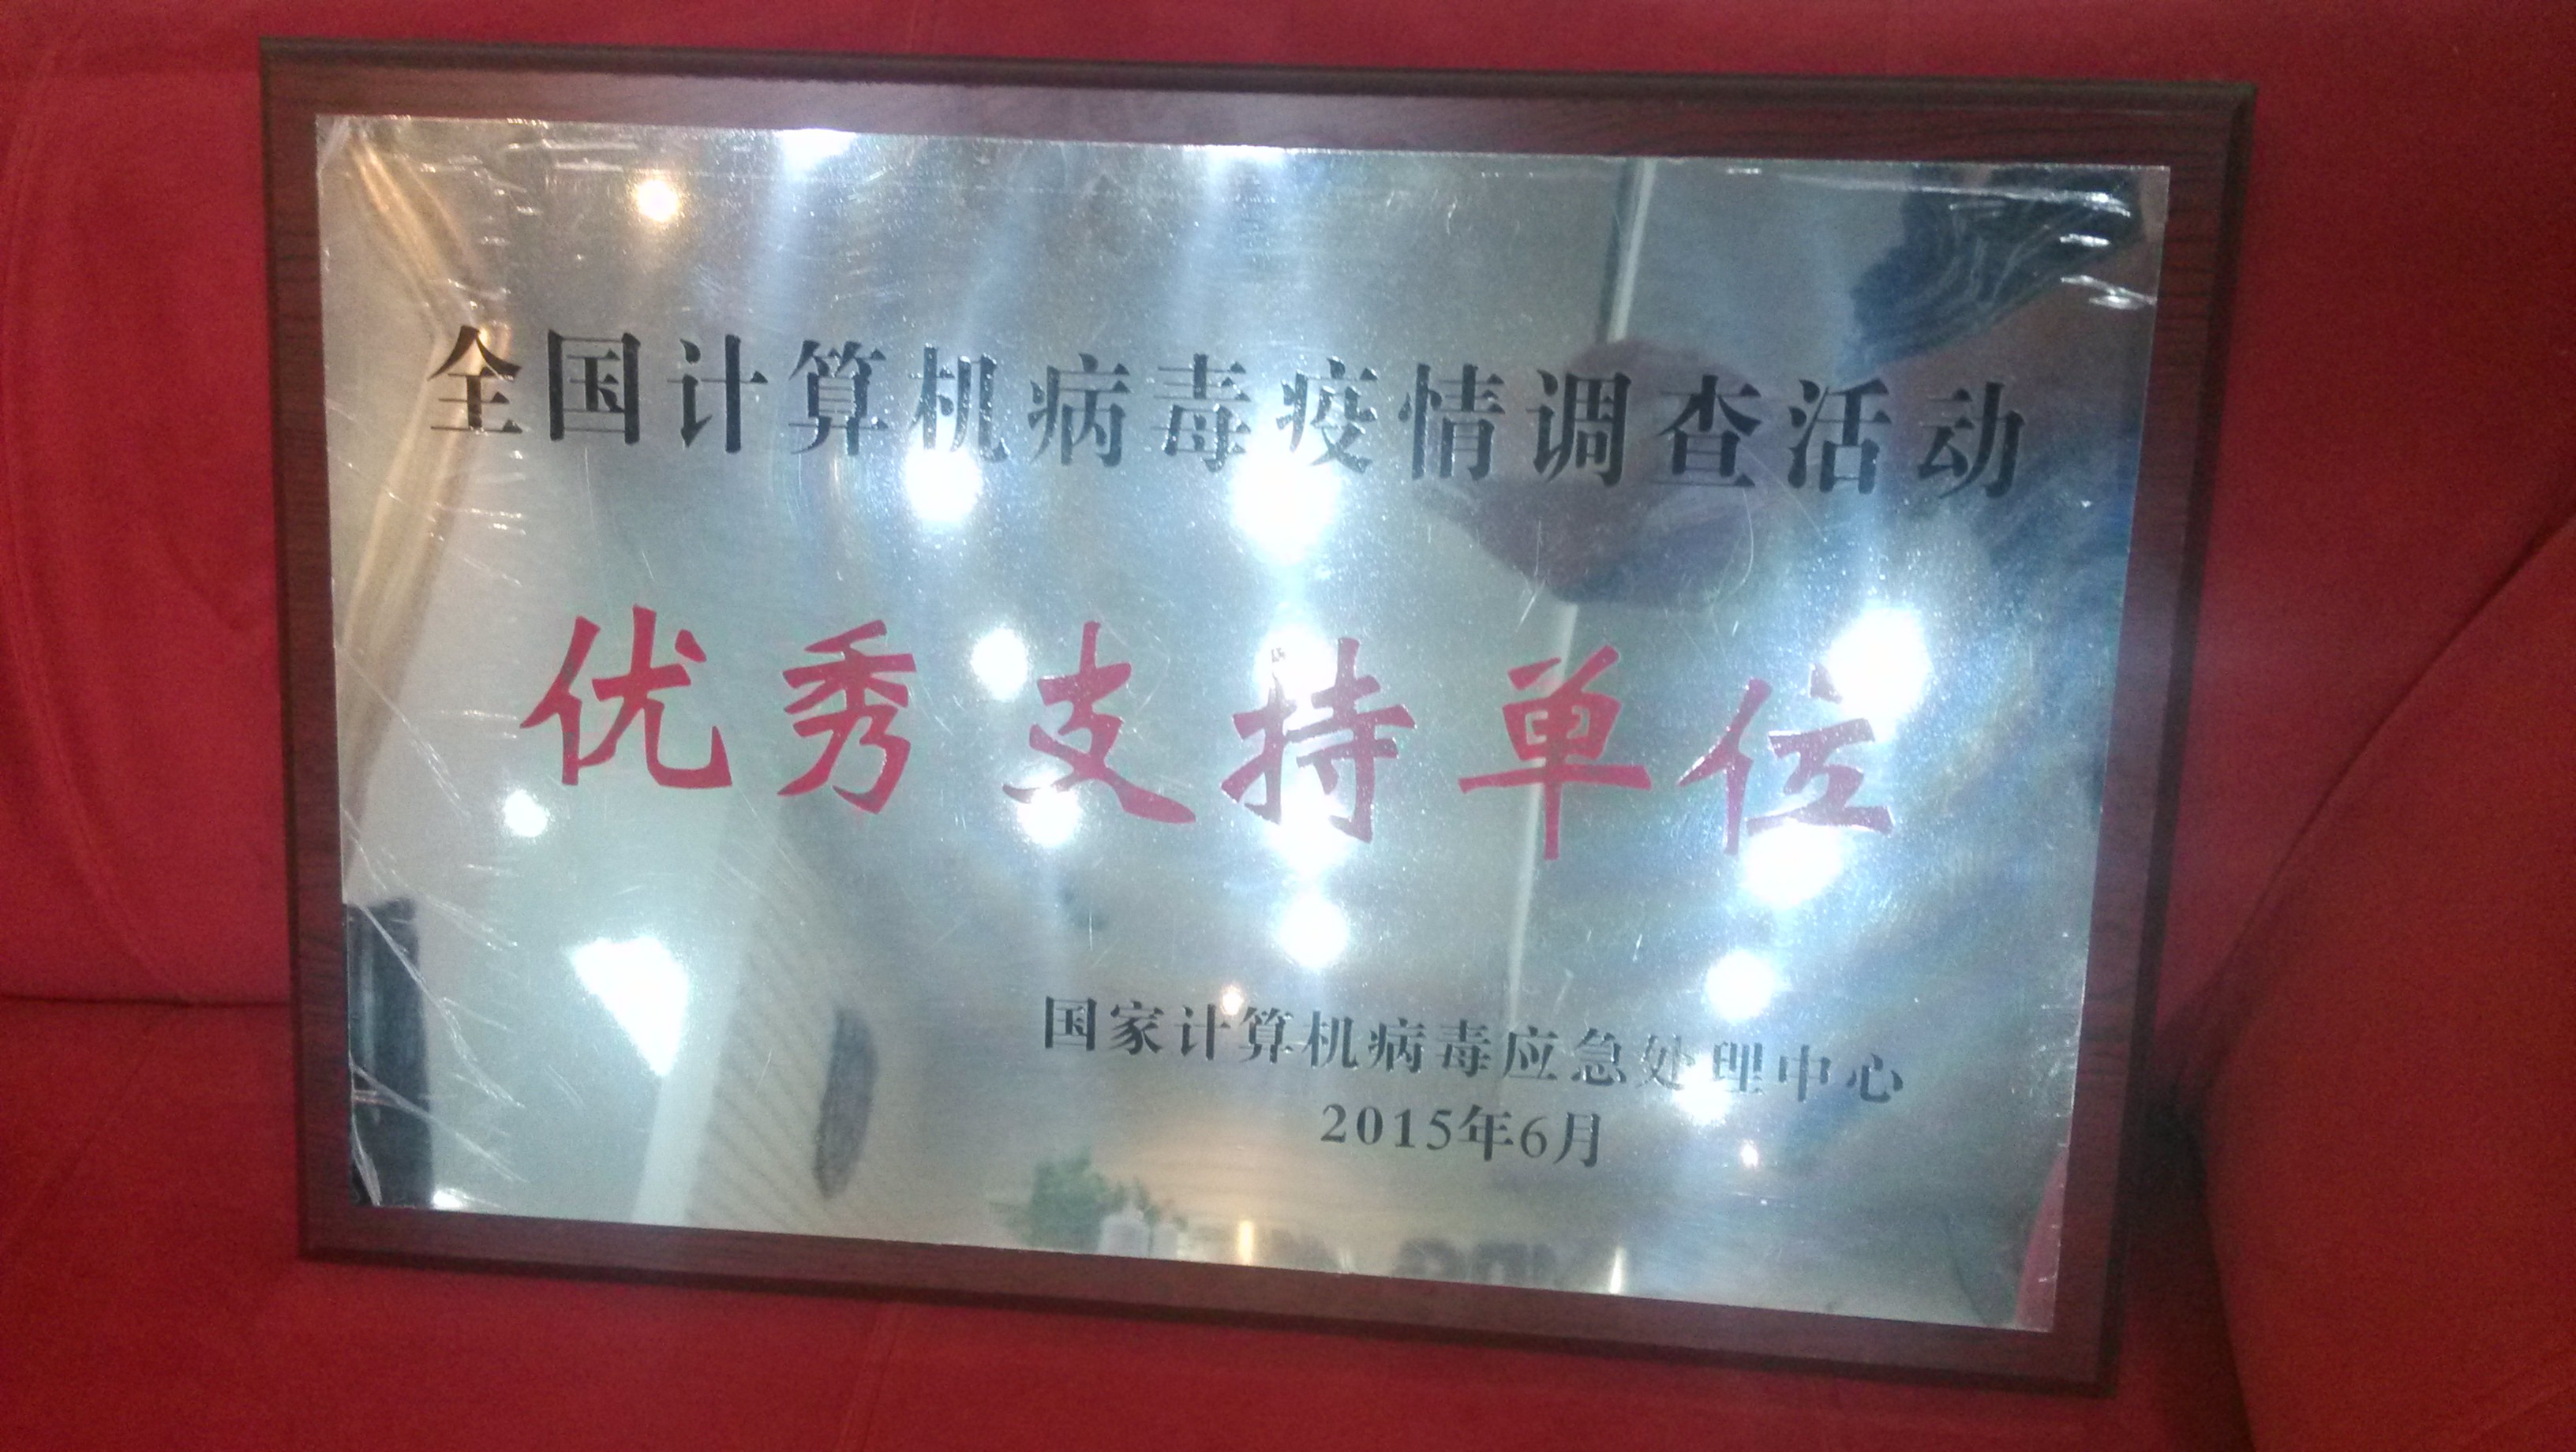 全国计算机病毒疫情调查活动
优秀支持单位
国家计算机病毒应急处理中心
2015年6月